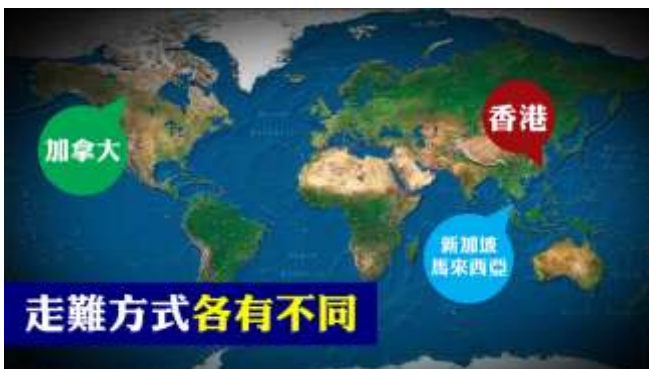 香港
加拿大
新加坡
馬來西亞
走難方式各有不同